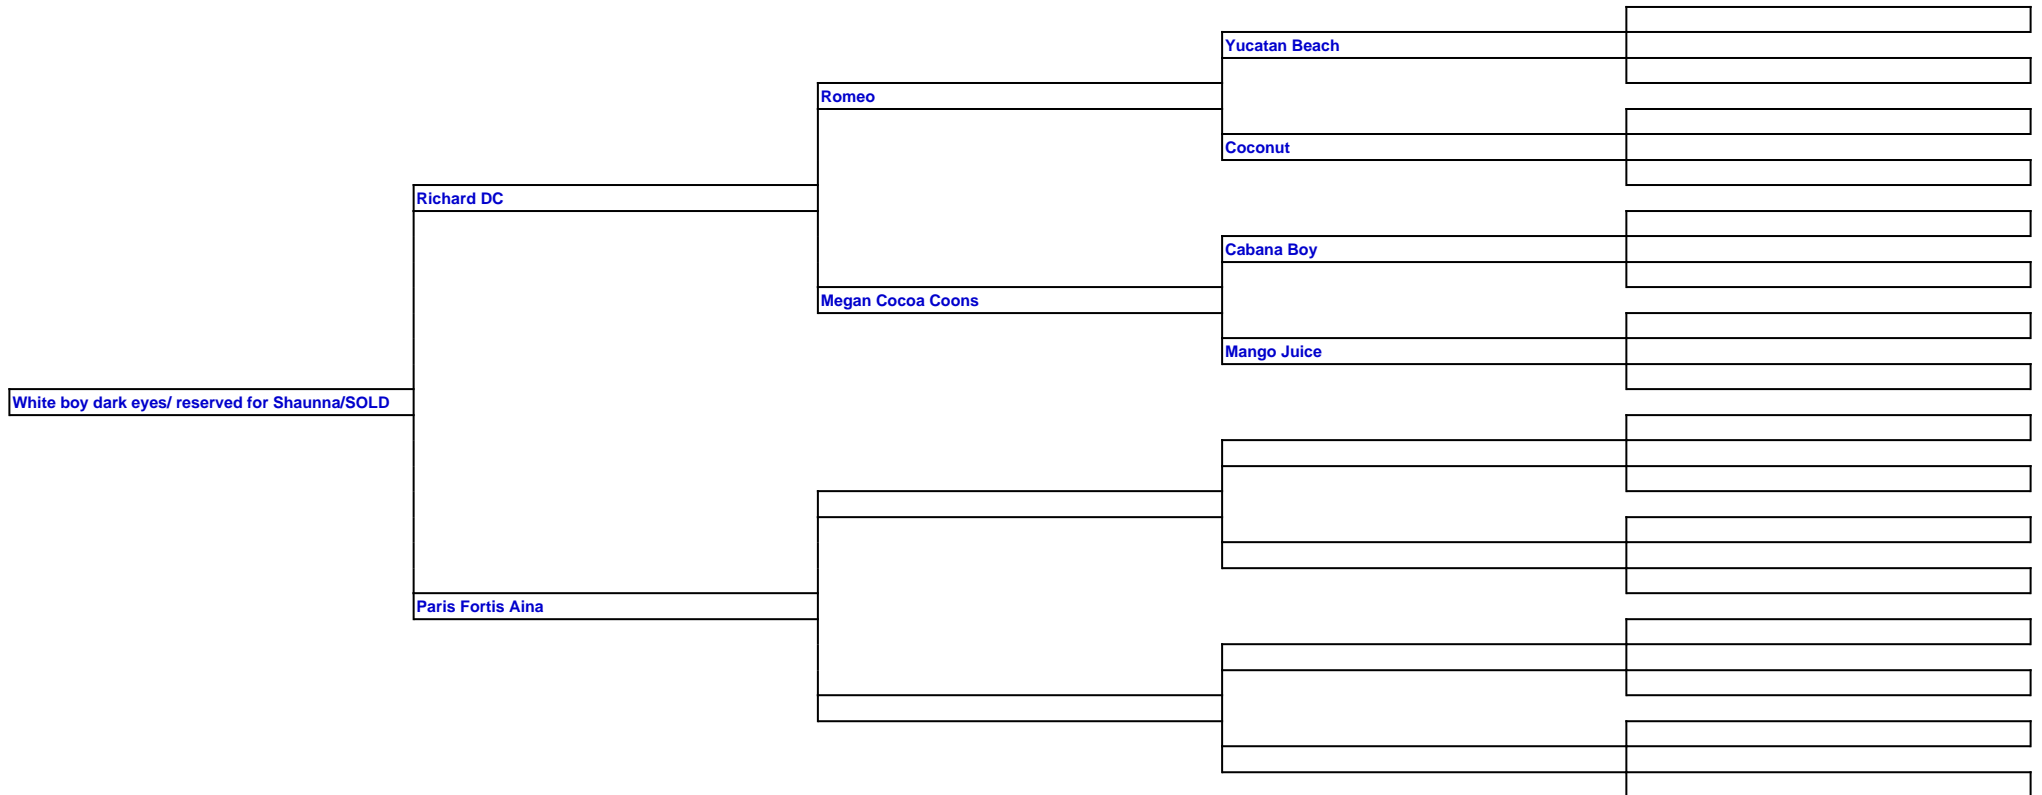 Yucatan Beach
Romeo
Coconut
Richard DC
Cabana Boy
Megan Cocoa Coons
Mango Juice
White boy dark eyes/ reserved for Shaunna/SOLD
Paris Fortis Aina